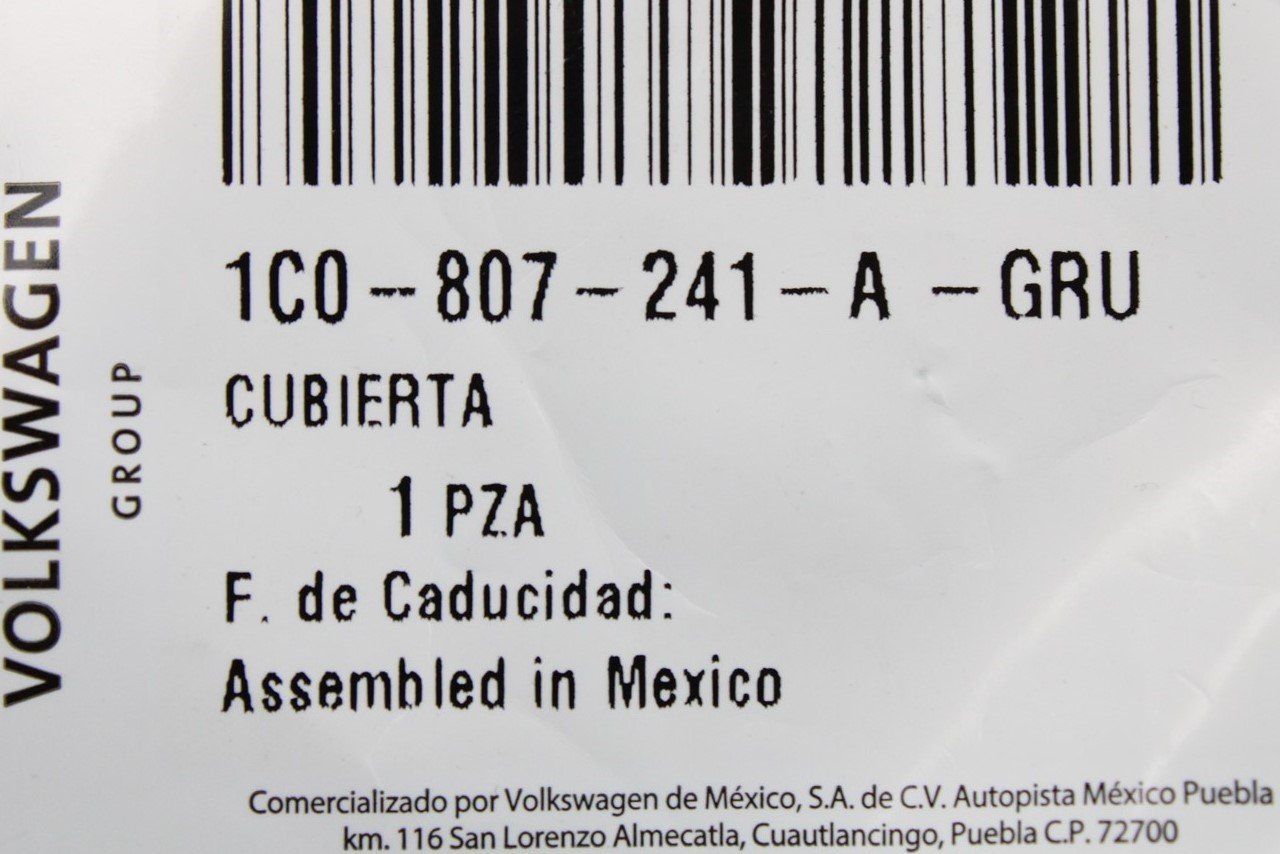 VOLKSWAGEN
GROUP
1C0-807-241-A -GRU
CUBIERTA
1 PZA
F. de Caducidad:
Assembled in Mexico
Comercializado por Volkswagen de México, S.A. de C.V. Autopista México Puebla
km. 116 San Lorenzo Almecatla, Cuautlancingo, Puebla C.P. 72700